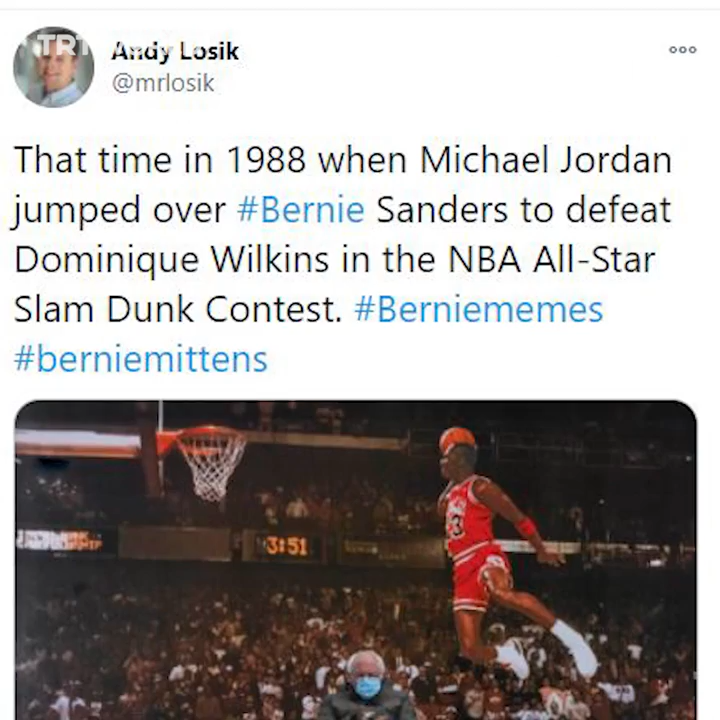 TRT
Andy Losik
@mrlosik
That time in 1988 when Michael Jordan
jumped over #Bernie Sanders to defeat
Dominique Wilkins in the NBA All-Star
Slam Dunk Contest. #Berniememes
#berniemittens
3:51